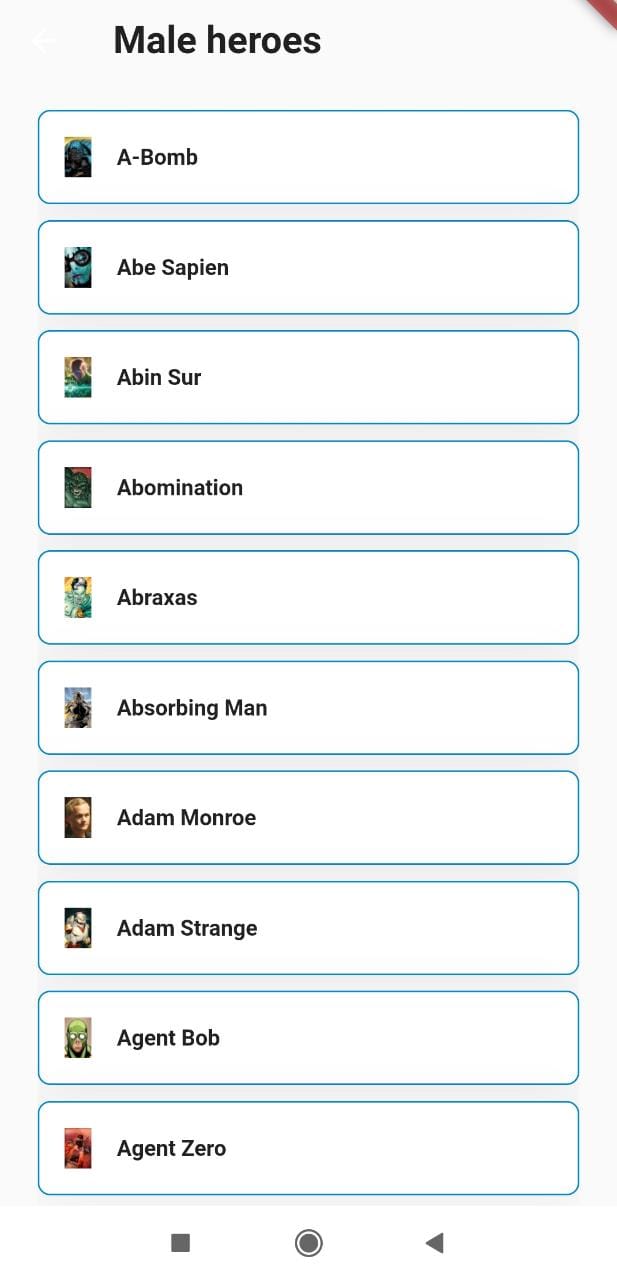 Male heroes
A-Bomb
Abe Sapien
Abin Sur
Abomination
Abraxas
Absorbing Man
Adam Monroe
Adam Strange
Agent Bob
Agent Zero